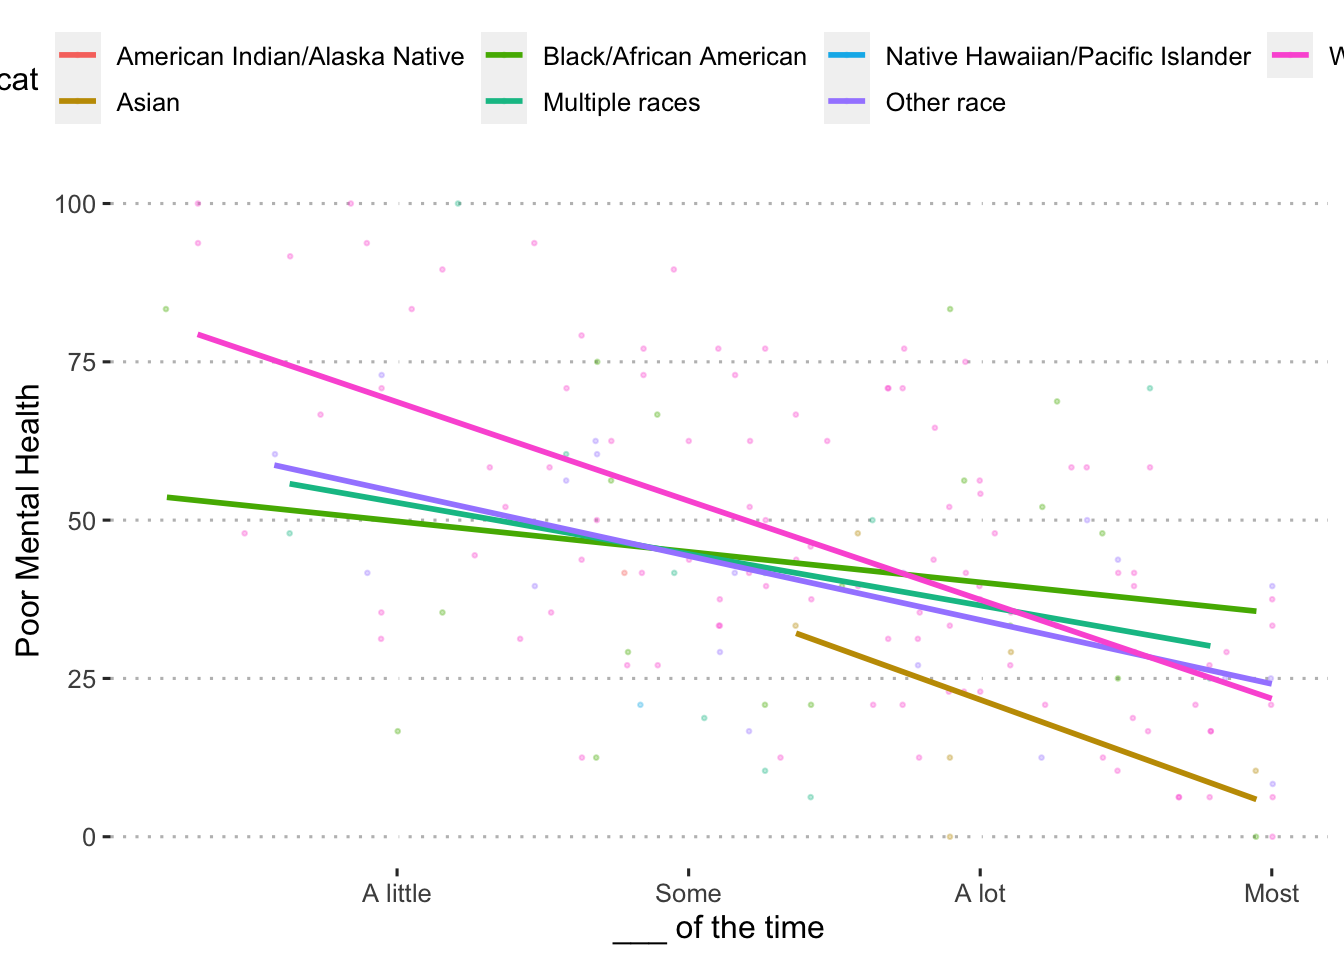 cat
American Indian/Alaska Native
Black/African American
Native Hawaiian/Pacific Islander
W
Asian
Multiple races
Other race
100
75
50
25
0
Poor Mental Health
A little
Some
A lot
Most
___ of the time